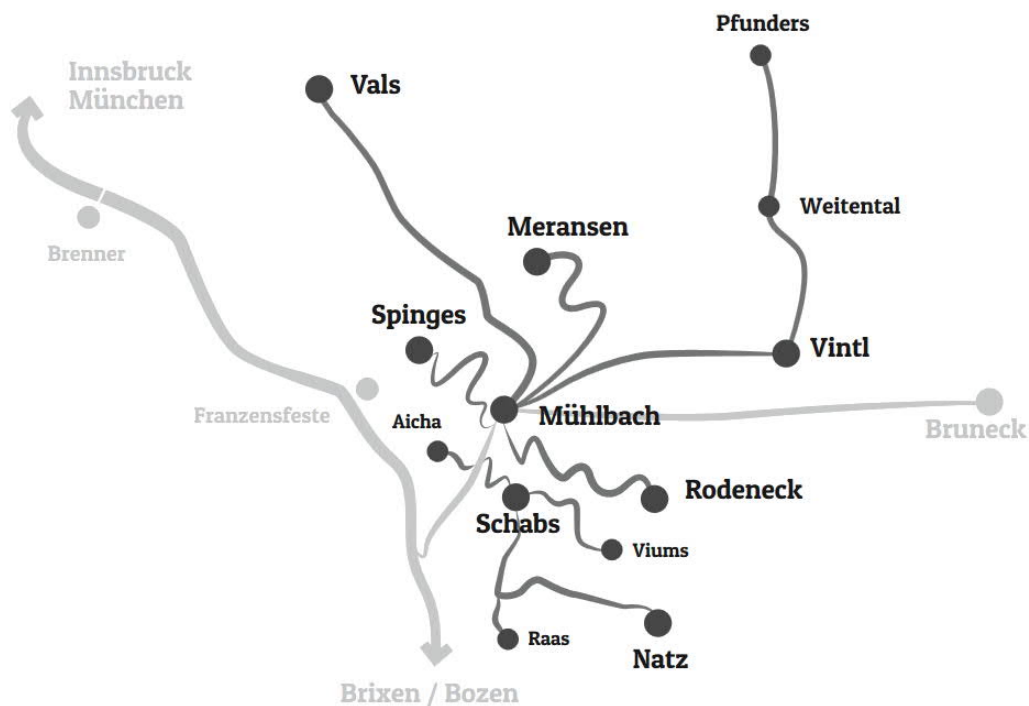 Pfunders
Innsbruck
München
Vals
Weitental
Meransen
Brenner
Spinges
Vintl
Franzensfeste
Aicha
Mühlbach
Bruneck
Rodeneck
Schabs
Viums
Raas
Natz
Brixen / Bozen